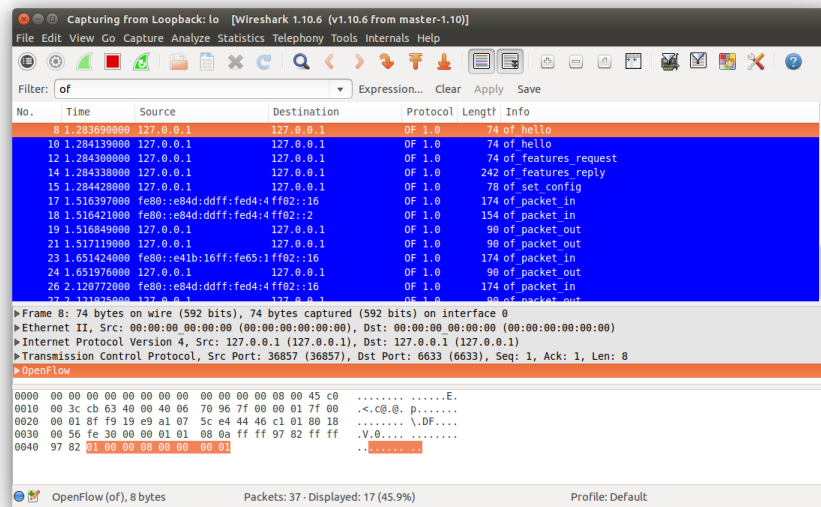 Capturing from Loopback: lo [Wireshark 1.10.6 (v1.10.6 from master-1.10)]
File Edit View Go Capture Analyze Statistics Telephony Tools Internals Help
Filter: of Expression... Clear Apply Save
No. Time Source Destination Protocol Length Info
8 1.283690000 127.0.0.1 127.0.0.1 OF 1.0 74 of_hello
10 1.284139000 127.0.0.1 127.0.0.1 OF 1.0 74 of_hello
12 1.284300000 127.0.0.1 127.0.0.1 OF 1.0 74 of_features_request
14 1.284338000 127.0.0.1 127.0.0.1 OF 1.0 242 of_features_reply
15 1.284428000 127.0.0.1 127.0.0.1 OF 1.0 78 of_set_config
17 1.516397000 fe80::e84d:ddff:fed4:4 ff02::16 OF 1.0 174 of_packet_in
18 1.516421000 fe80::e84d:ddff:fed4:4 ff02::2 OF 1.0 154 of_packet_in
19 1.516849000 127.0.0.1 127.0.0.1 OF 1.0 90 of_packet_out
21 1.517119000 127.0.0.1 127.0.0.1 OF 1.0 90 of_packet_out
23 1.651424000 fe80::e41b:16ff:fe65:1 ff02::16 OF 1.0 174 of_packet_in
24 1.651976000 127.0.0.1 127.0.0.1 OF 1.0 90 of_packet_out
26 2.120772000 fe80::e84d:ddff:fed4:4 ff02::16 OF 1.0 174 of_packet_in
27 2.121025000 127.0.0.1 127.0.0.1 OF 1.0 90 of_packet_out
Frame 8: 74 bytes on wire (592 bits), 74 bytes captured (592 bits) on interface 0
Ethernet II, Src: 00:00:00_00:00:00 (00:00:00:00:00:00), Dst: 00:00:00_00:00:00 (00:00:00:00:00:00)
Internet Protocol Version 4, Src: 127.0.0.1 (127.0.0.1), Dst: 127.0.0.1 (127.0.0.1)
Transmission Control Protocol, Src Port: 36857 (36857), Dst Port: 6633 (6633), Seq: 1, Ack: 1, Len: 8
OpenFlow
0000 00 00 00 00 00 00 00 00 00 00 00 00 08 00 45 c0 ........ ......E.
0010 00 3c cb 63 40 00 40 06 70 96 7f 00 00 01 7f 00 .<.c@.@. p.......
0020 00 01 8f f9 19 e9 a1 07 5c e4 44 46 c1 01 80 18 ........ \.DF....
0030 00 56 fe 30 00 00 01 01 08 0a ff ff 97 82 ff ff .V.0.... ........
0040 97 82 01 00 00 08 00 00 00 01 ........ ..
OpenFlow (of), 8 bytes Packets: 37 · Displayed: 17 (45.9%) Profile: Default